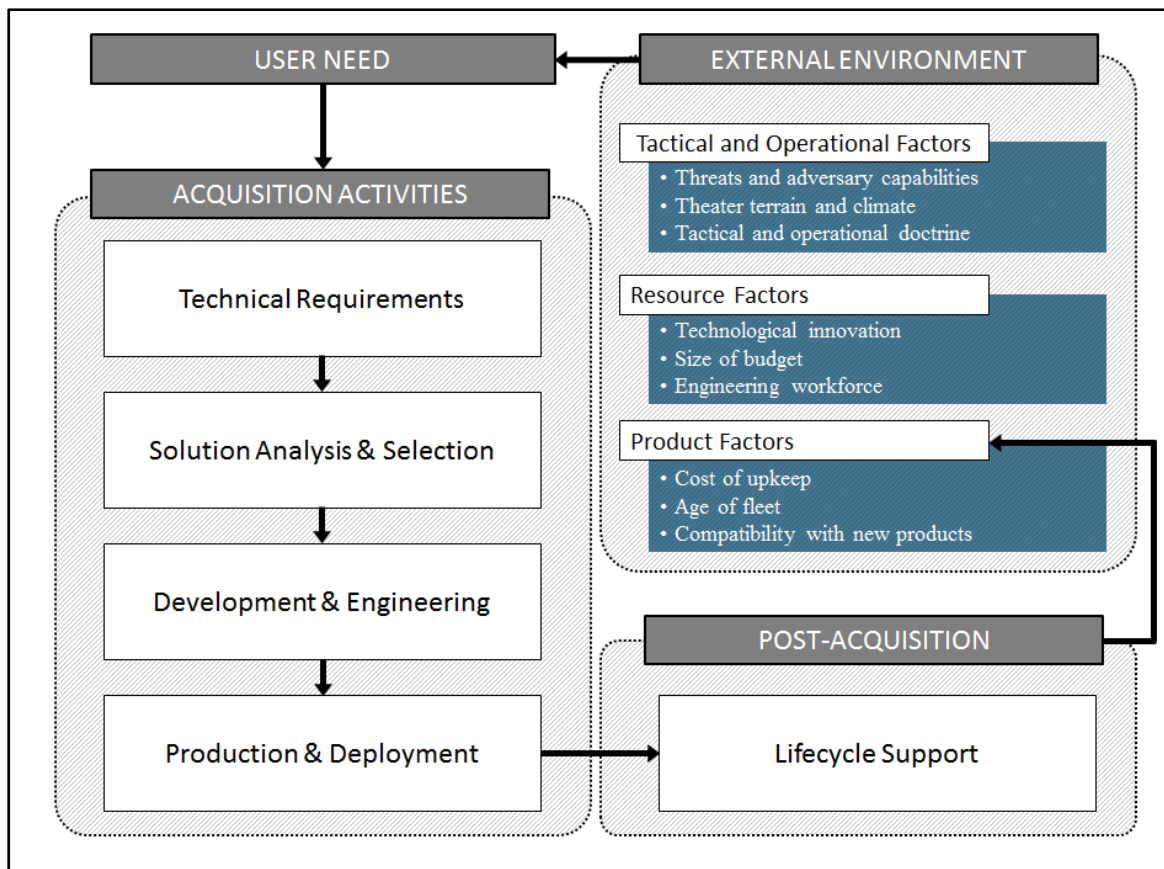 USER NEED
EXTERNAL ENVIRONMENT
Tactical and Operational Factors
• Threats and adversary capabilities
• Theater terrain and climate
• Tactical and operational doctrine
ACQUISITION ACTIVITIES
Technical Requirements
Resource Factors
• Technological innovation
• Size of budget
• Engineering workforce
Solution Analysis & Selection
Product Factors
• Cost of upkeep
• Age of fleet
• Compatibility with new products
Development & Engineering
POST-ACQUISITION
Production & Deployment
Lifecycle Support